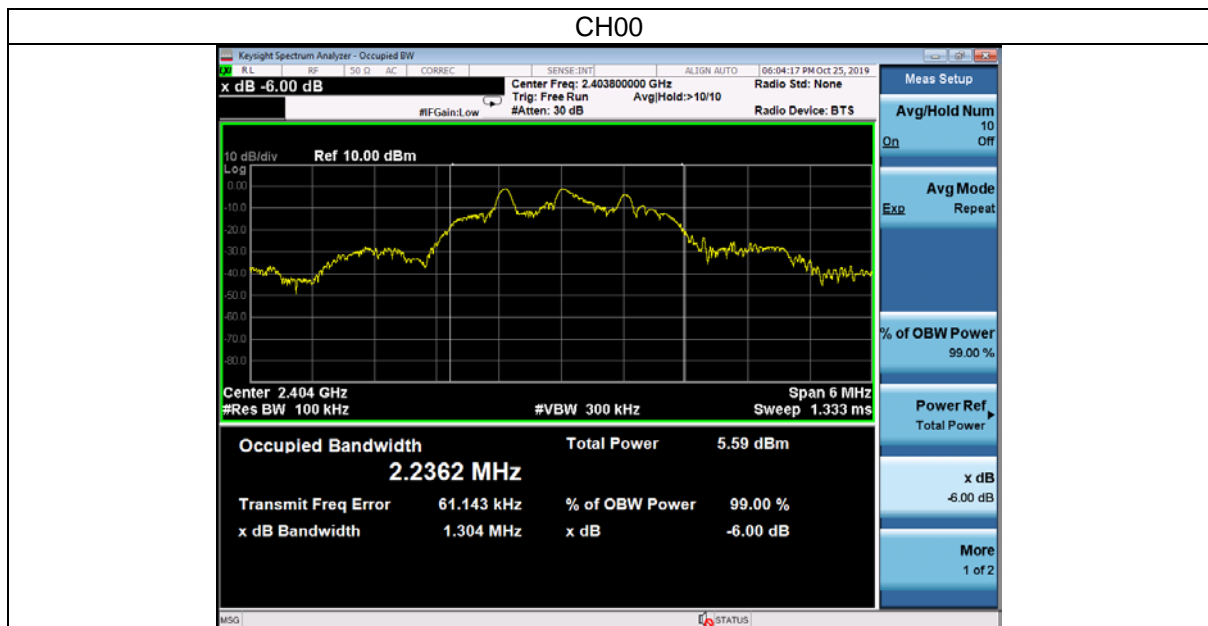 CH00
Keysight Spectrum Analyzer - Occupied BW
RL RF 50 Ω AC CORREC SENSE:INT ALIGN AUTO 06:04:17 PM Oct 25, 2019
x dB -6.00 dB
Center Freq: 2.403800000 GHz Radio Std: None
Trig: Free Run Avg|Hold:>10/10
#IFGain:Low #Atten: 30 dB Radio Device: BTS
10 dB/div Ref 10.00 dBm
Log
0.00
-10.0
-20.0
-30.0
-40.0
-50.0
-60.0
-70.0
-80.0
Center 2.404 GHz Span 6 MHz
#Res BW 100 kHz #VBW 300 kHz Sweep 1.333 ms
Occupied Bandwidth Total Power 5.59 dBm
2.2362 MHz
Transmit Freq Error 61.143 kHz % of OBW Power 99.00 %
x dB Bandwidth 1.304 MHz x dB -6.00 dB
Meas Setup
Avg/Hold Num
10
On Off
Avg Mode
Exp Repeat
% of OBW Power
99.00 %
Power Ref
Total Power
x dB
-6.00 dB
More
1 of 2
MSG STATUS